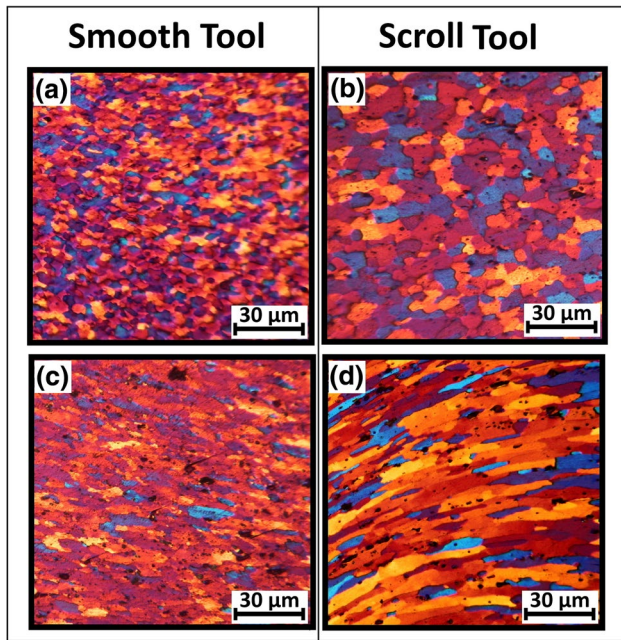 Smooth Tool
Scroll Tool
(a)
(b)
30 µm
30 µm
(c)
(d)
30 µm
30 µm